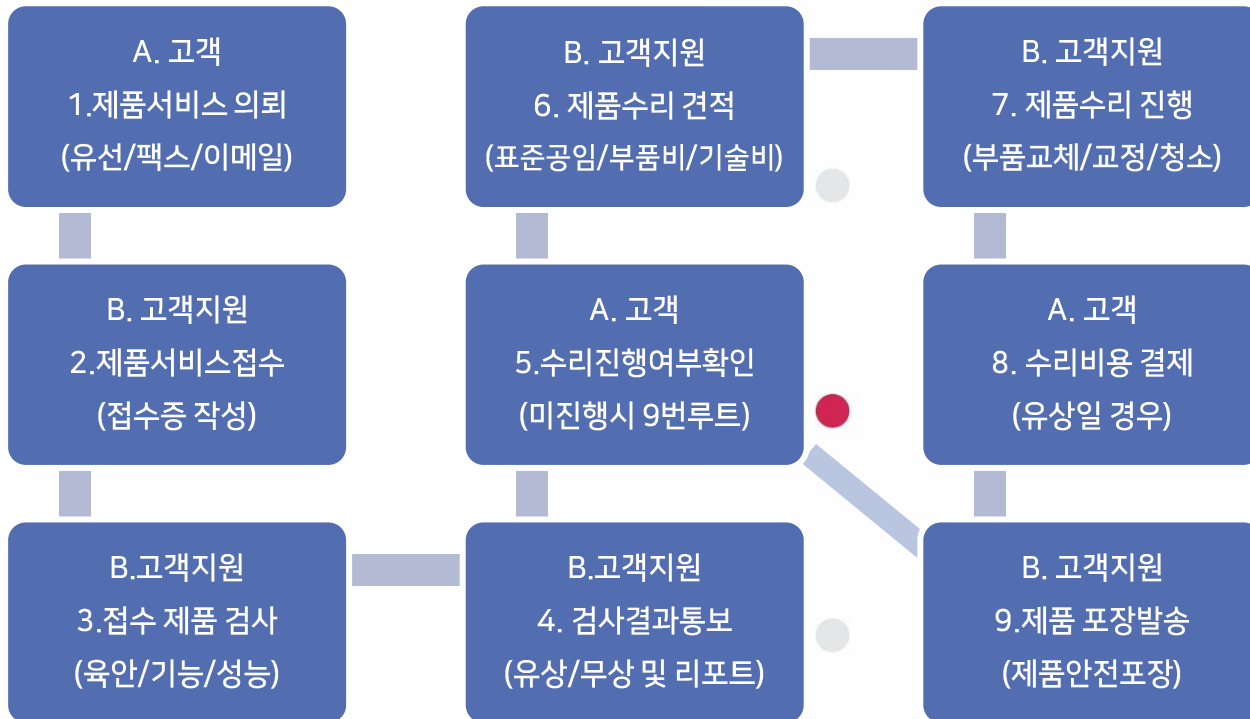 A. 고객
1.제품서비스 의뢰
(유선/팩스/이메일)
B. 고객지원
2.제품서비스접수
(접수증 작성)
B.고객지원
3.접수 제품 검사
(육안/기능/성능)
B.고객지원
4. 검사결과통보
(유상/무상 및 리포트)
A. 고객
5.수리진행여부확인
(미진행시 9번루트)
B. 고객지원
6. 제품수리 견적
(표준공임/부품비/기술비)
B. 고객지원
7. 제품수리 진행
(부품교체/교정/청소)
A. 고객
8. 수리비용 결제
(유상일 경우)
B. 고객지원
9.제품 포장발송
(제품안전포장)